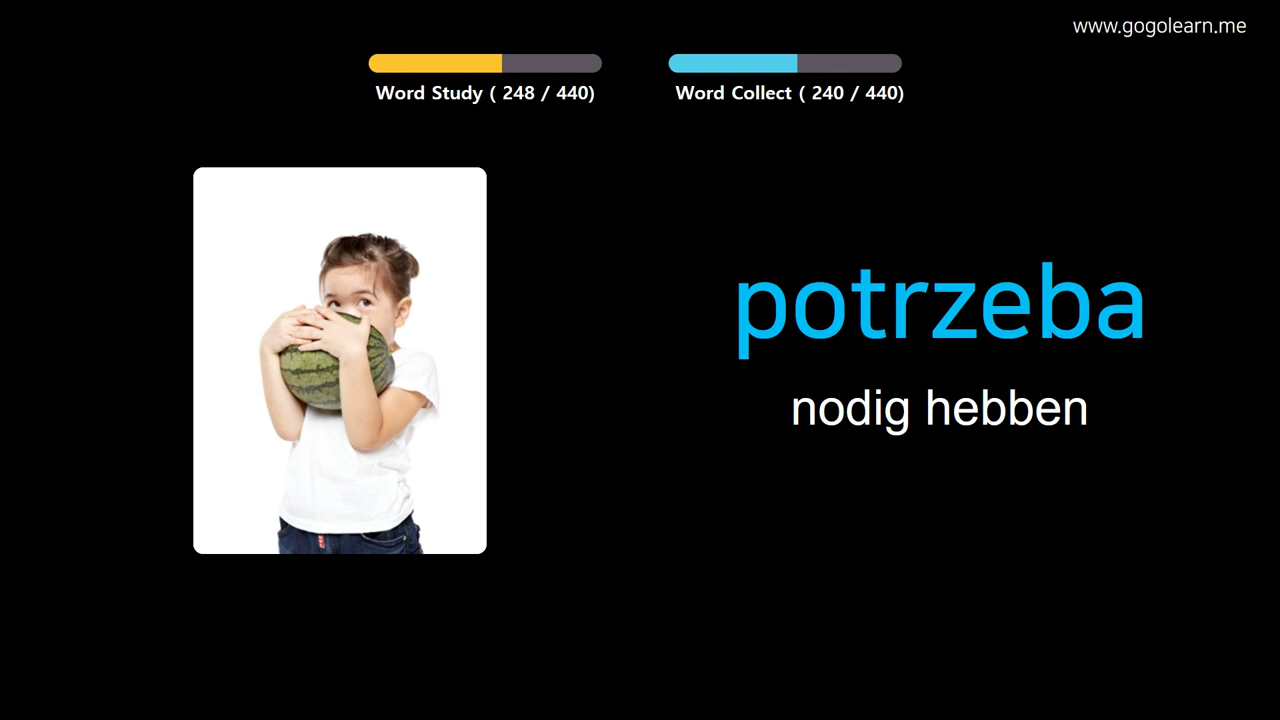 www.gogolearn.me
Word Study ( 248 / 440)
Word Collect ( 240 / 440)
potrzeba
nodig hebben